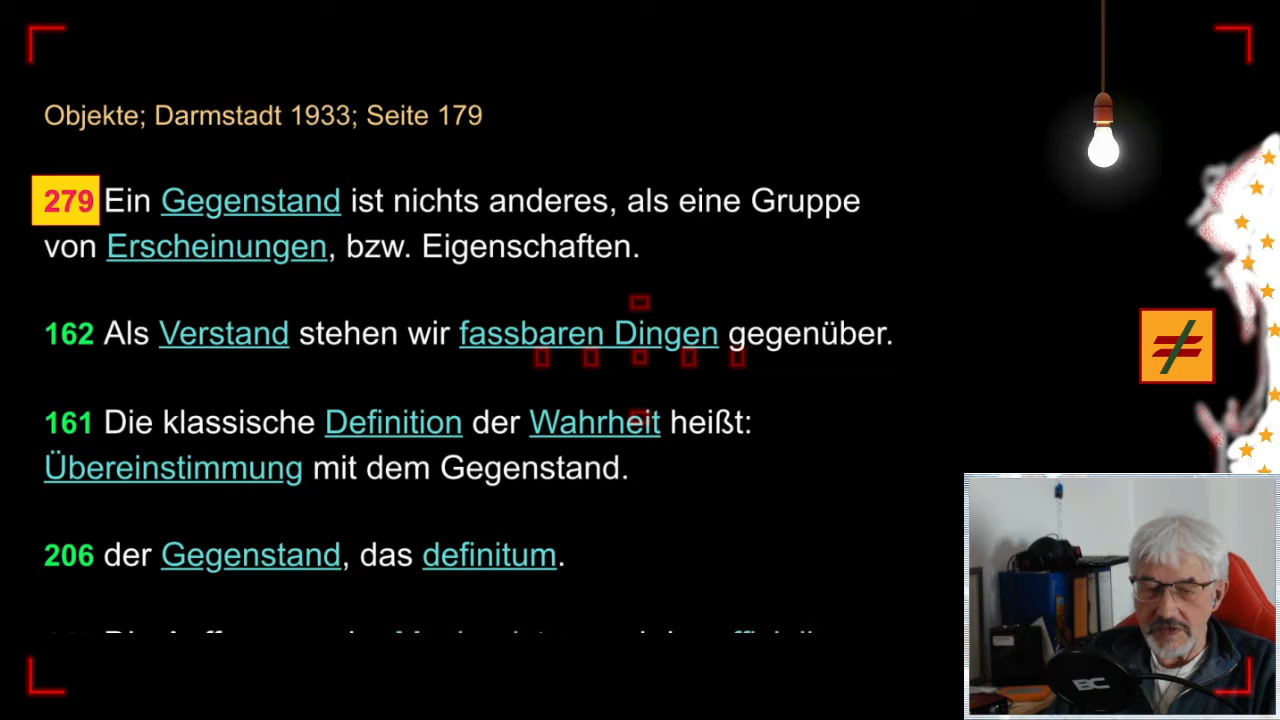 Objekte; Darmstadt 1933; Seite 179
279 Ein Gegenstand ist nichts anderes, als eine Gruppe
von Erscheinungen, bzw. Eigenschaften.
162 Als Verstand stehen wir fassbaren Dingen gegenüber.
161 Die klassische Definition der Wahrheit heißt:
Übereinstimmung mit dem Gegenstand.
206 der Gegenstand, das definitum.
≠
BC